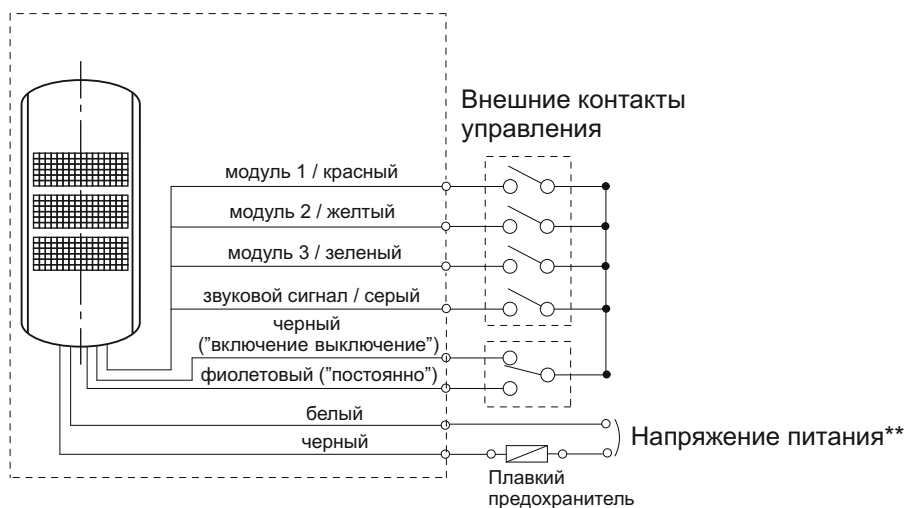 Внешние контакты
управления
модуль 1 / красный
модуль 2 / желтый
модуль 3 / зеленый
звуковой сигнал / серый
черный
("включение выключение")
фиолетовый ("постоянно")
белый
черный
Напряжение питания**
Плавкий
предохранитель